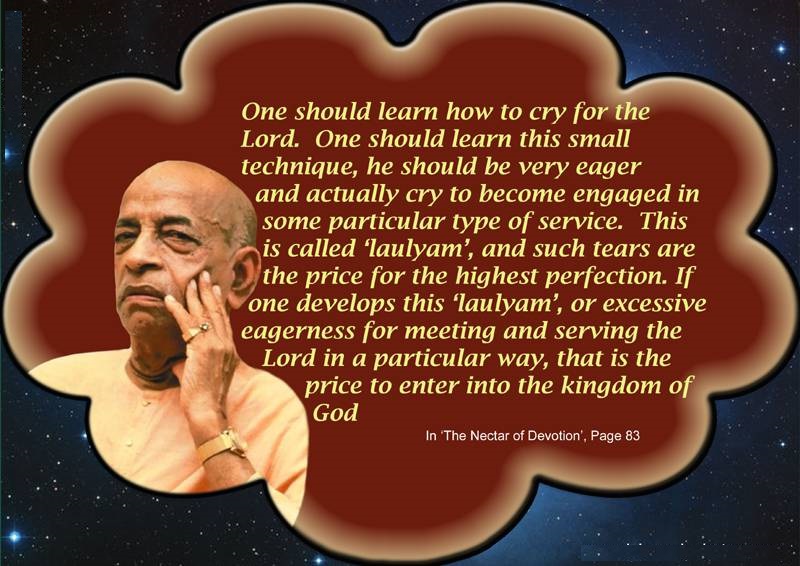 One should learn how to cry for the
Lord.  One should learn this small
technique, he should be very eager
and actually cry to become engaged in
some particular type of service.  This
is called ‘laulyam’, and such tears are
the price for the highest perfection. If
one develops this ‘laulyam’, or excessive
eagerness for meeting and serving the
Lord in a particular way, that is the
price to enter into the kingdom of
God
In ‘The Nectar of Devotion’, Page 83